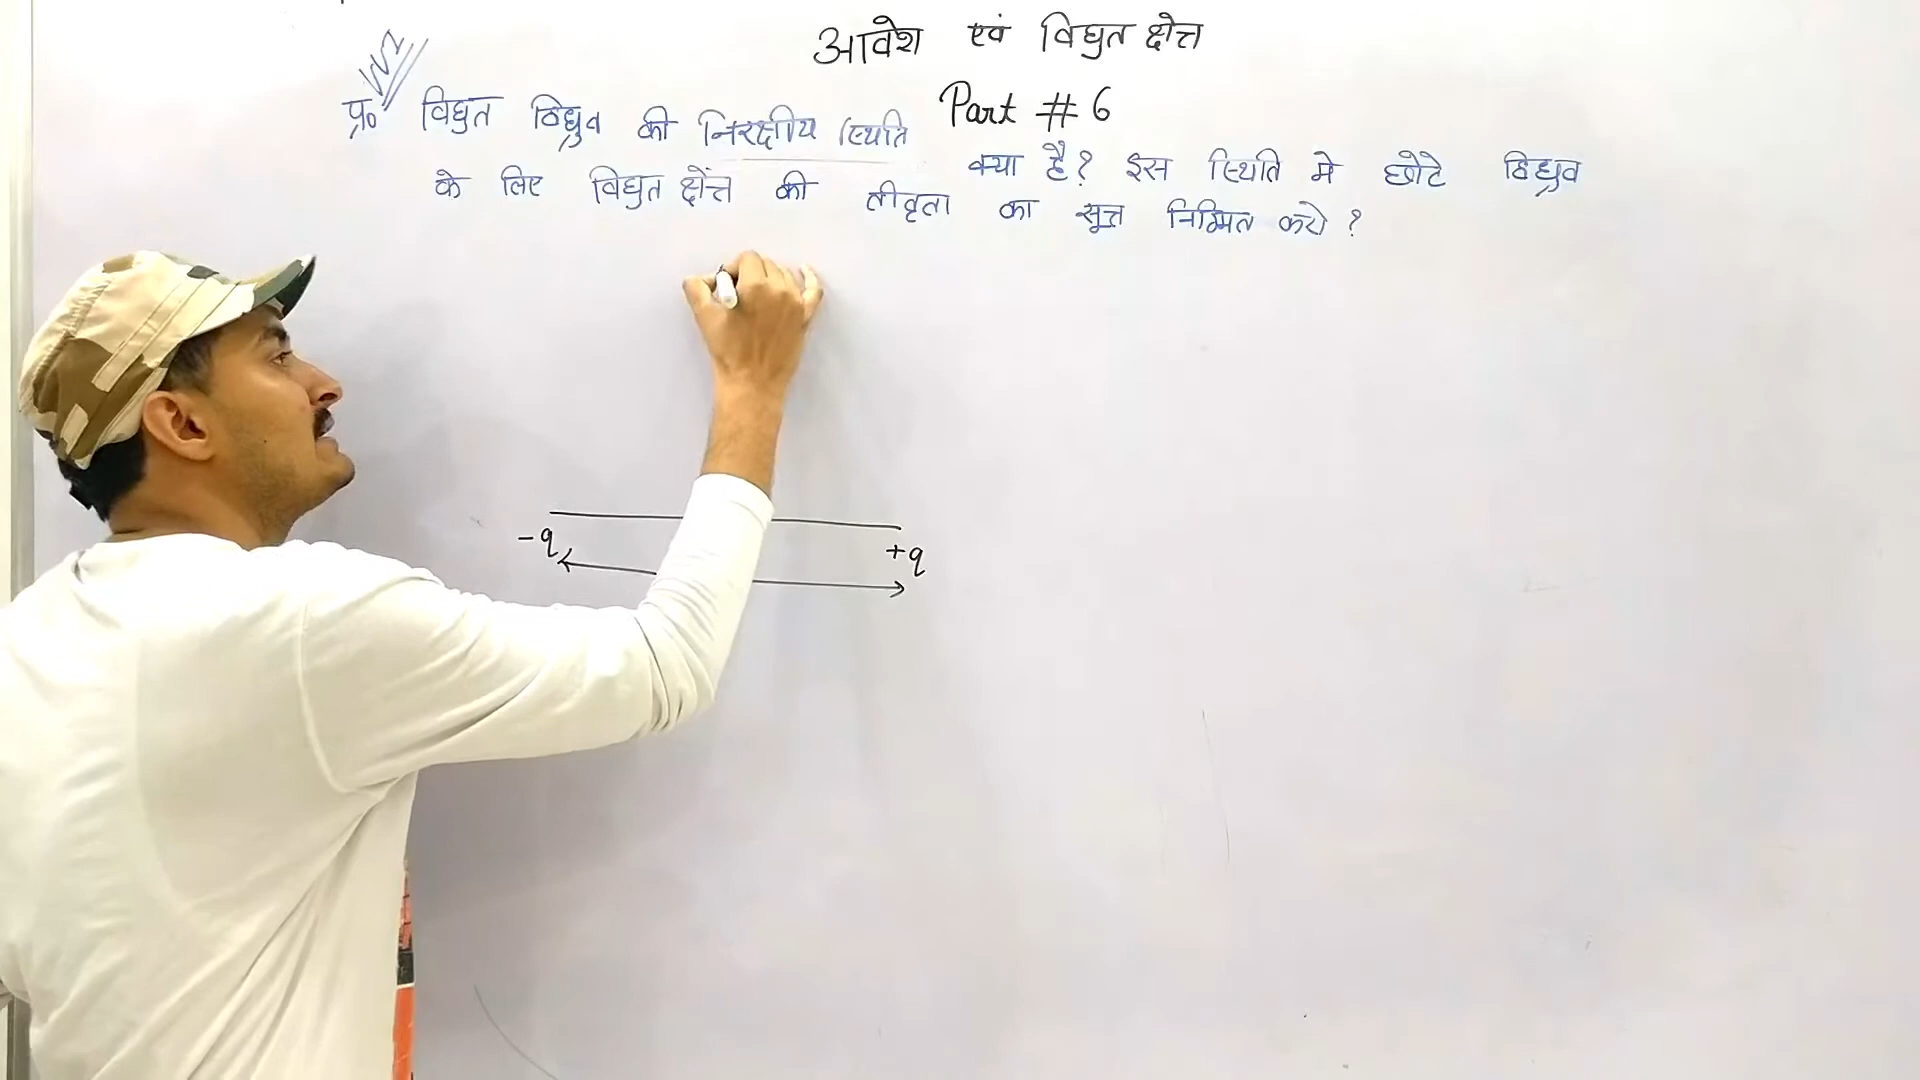 आवेश एवं विद्युत क्षेत्र
Part # 6
प्र० विद्युत द्विध्रुव की निरक्षीय स्थिति क्या है? इस स्थिति मे छोटे द्विध्रुव
के लिए विद्युत क्षेत्र की तीव्रता का सूत्र निर्मित करो ?
-q +q